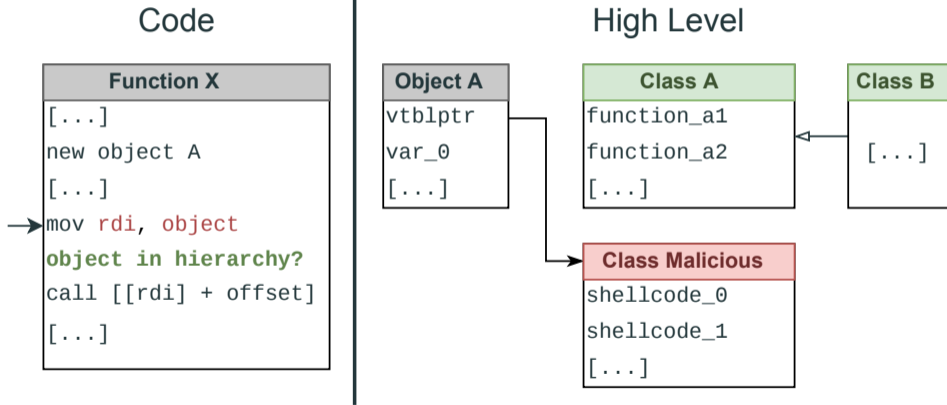 Code
Function X
[...]
new object A
[...]
mov rdi, object
object in hierarchy?
call [[rdi] + offset]
[...]
High Level
Object A
vtblptr
var_0
[...]
Class A
function_a1
function_a2
[...]
Class B
[...]
Class Malicious
shellcode_0
shellcode_1
[...]